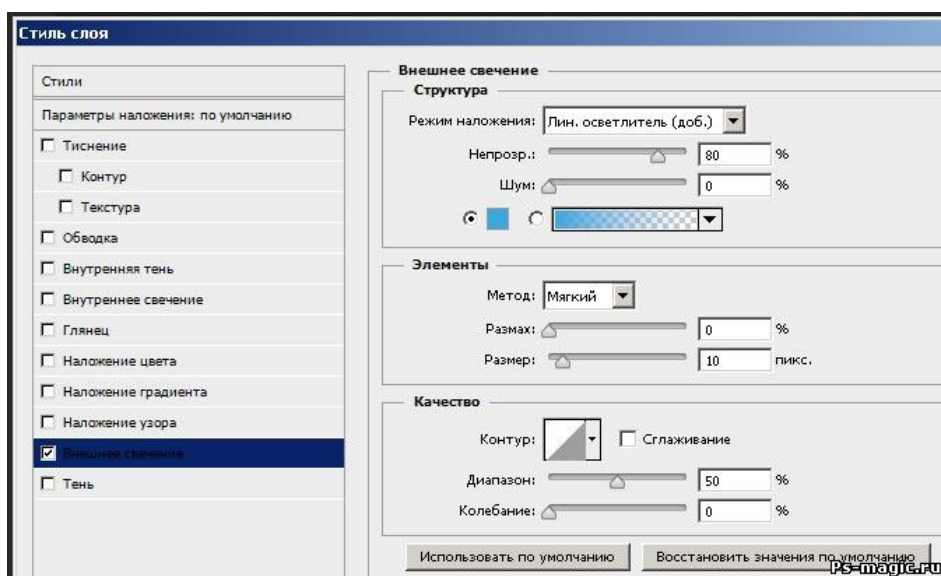 Стиль слоя
Стили
Параметры наложения: по умолчанию
Тиснение
Контур
Текстура
Обводка
Внутренняя тень
Внутреннее свечение
Глянец
Наложение цвета
Наложение градиента
Наложение узора
Внешнее свечение
Тень
Внешнее свечение
Структура
Режим наложения: Лин. осветлитель (доб.)
Непрозр.: 80 %
Шум: 0 %
Элементы
Метод: Мягкий
Размах: 0 %
Размер: 10 пикс.
Качество
Контур: Сглаживание
Диапазон: 50 %
Колебание: 0 %
Использовать по умолчанию Восстановить значения по умолчанию
Ps-magic.ru